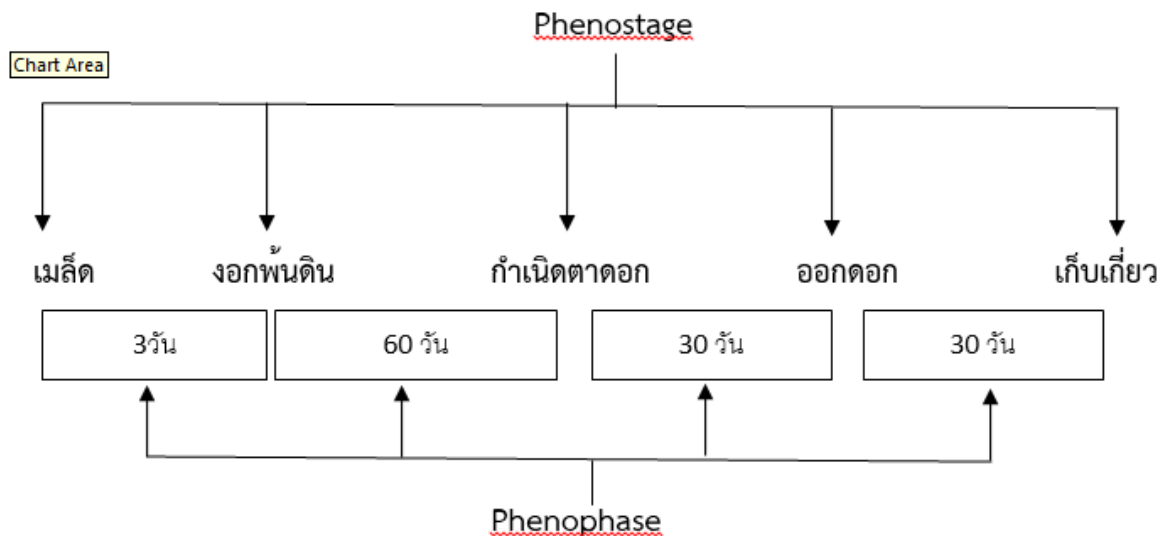 Phenostage
Chart Area
เมล็ด งอกพ้นดิน กำเนิดตาดอก ออกดอก เก็บเกี่ยว
3วัน 60 วัน 30 วัน 30 วัน
Phenophase